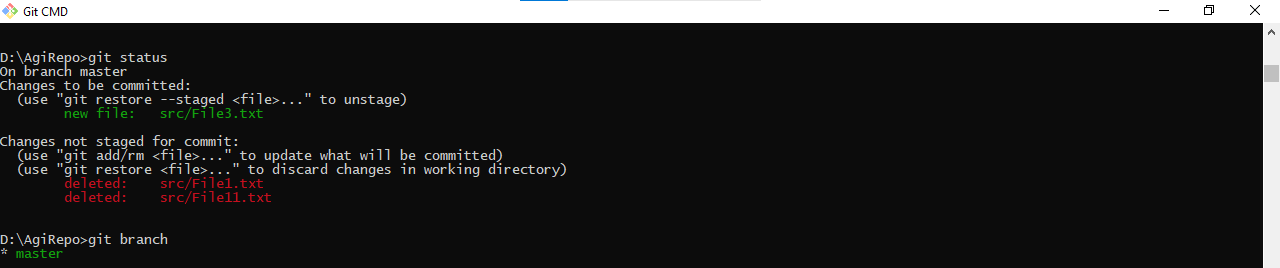 Git CMD
D:\AgiRepo>git status
On branch master
Changes to be committed:
  (use "git restore --staged <file>..." to unstage)
        new file:   src/File3.txt

Changes not staged for commit:
  (use "git add/rm <file>..." to update what will be committed)
  (use "git restore <file>..." to discard changes in working directory)
        deleted:    src/File1.txt
        deleted:    src/File11.txt

D:\AgiRepo>git branch
* master